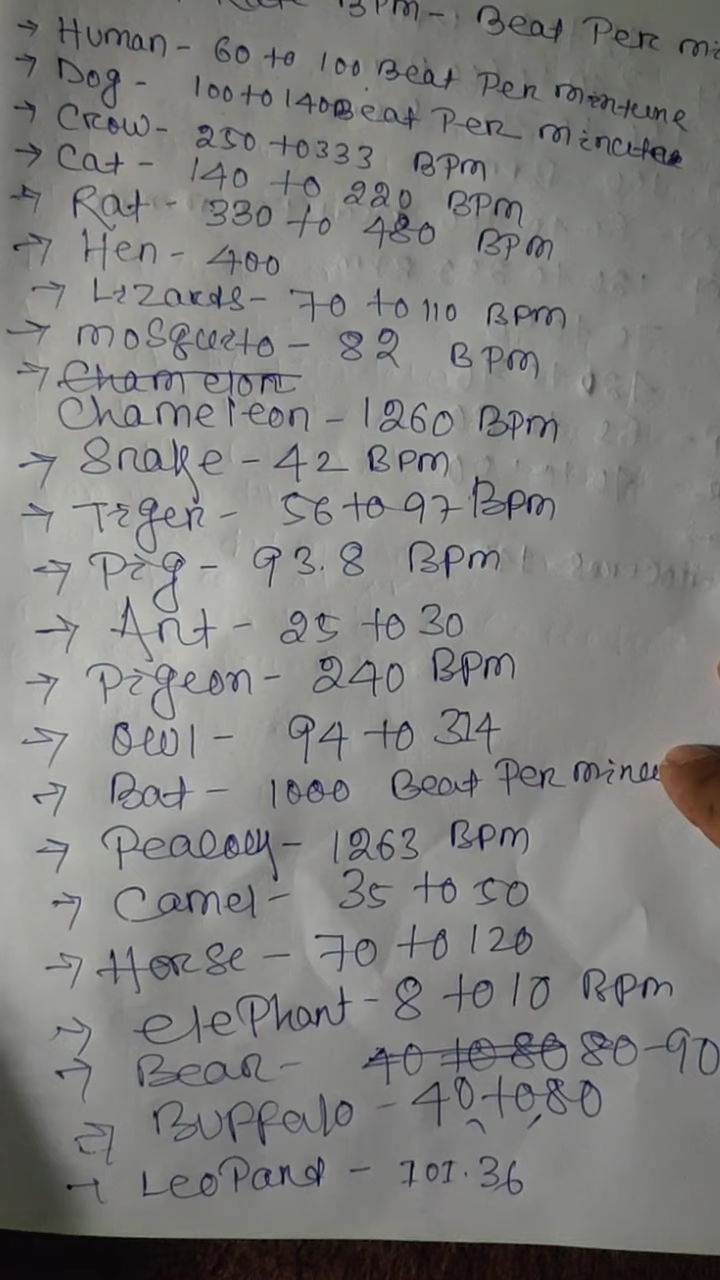 BPM-: Beat Per mi
→ Human - 60 to 100 Beat Per
→ Dog - 100 to 140 Beat Per minute
→ Crow - 250 to 333 BPM
→ Cat - 140 to 220 BPM
→ Rat - 330 to 480 BPM
→ Hen - 400
→ Lizards - 70 to 110 BPM
→ mosquito - 82 BPM
→ Chameion
Chameleon - 1260 BPM
→ Snake - 42 BPM
→ Tiger - 56 to 97 BPM
→ Pig - 93.8 BPM
→ Ant - 25 to 30
→ Pigeon - 240 BPM
→ Owl - 94 to 314
→ Bat - 1000 Beat Per minu
→ Peacock - 1263 BPM
→ Camel - 35 to 50
→ Horse - 70 to 120
→ elePhant - 8 to 10 BPM
→ Bear - 40 to 80 80-90
→ Buffalo - 40 to 80
→ LeoPard - 101.36